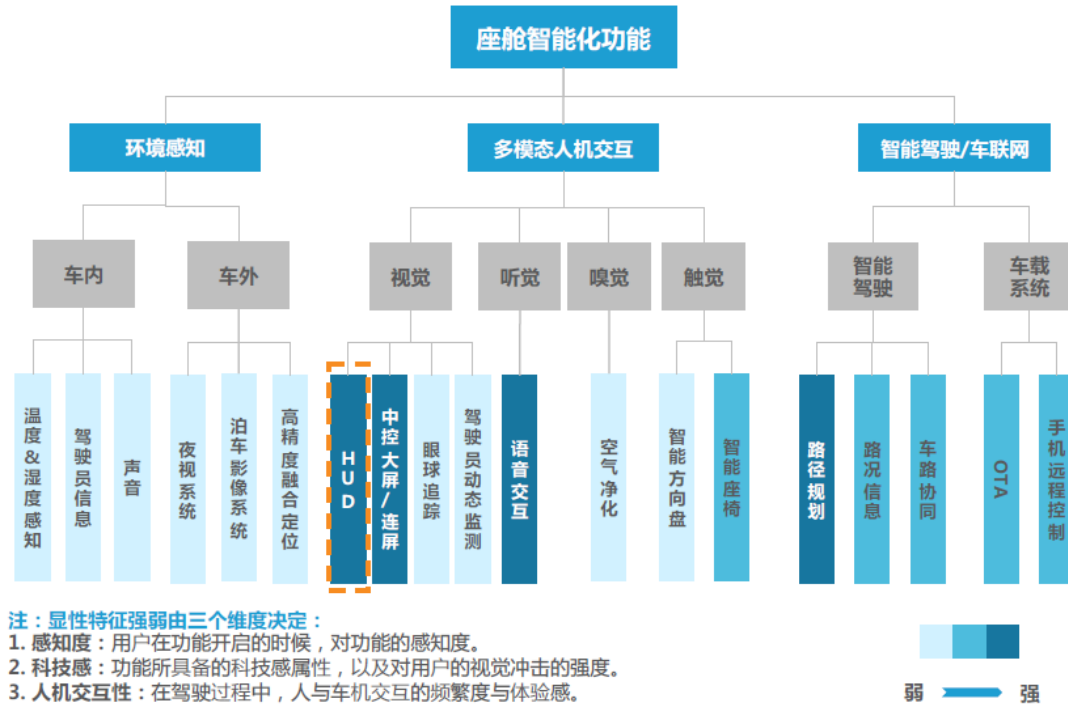 座舱智能化功能
环境感知
多模态人机交互
智能驾驶/车联网
车内
车外
视觉
听觉
嗅觉
触觉
智能
驾驶
车载
系统
温度&湿度感知
驾驶员信息
声音
夜视系统
泊车影像系统
高精度融合定位
HUD
中控大屏/连屏
眼球追踪
驾驶员动态监测
语音交互
空气净化
智能方向盘
智能座椅
路径规划
路况信息
车路协同
OTA
手机远程控制
注：显性特征强弱由三个维度决定：
1. 感知度：用户在功能开启的时候，对功能的感知度。
2. 科技感：功能所具备的科技感属性，以及对用户的视觉冲击的强度。
3. 人机交互性：在驾驶过程中，人与车机交互的频繁度与体验感。
弱
强